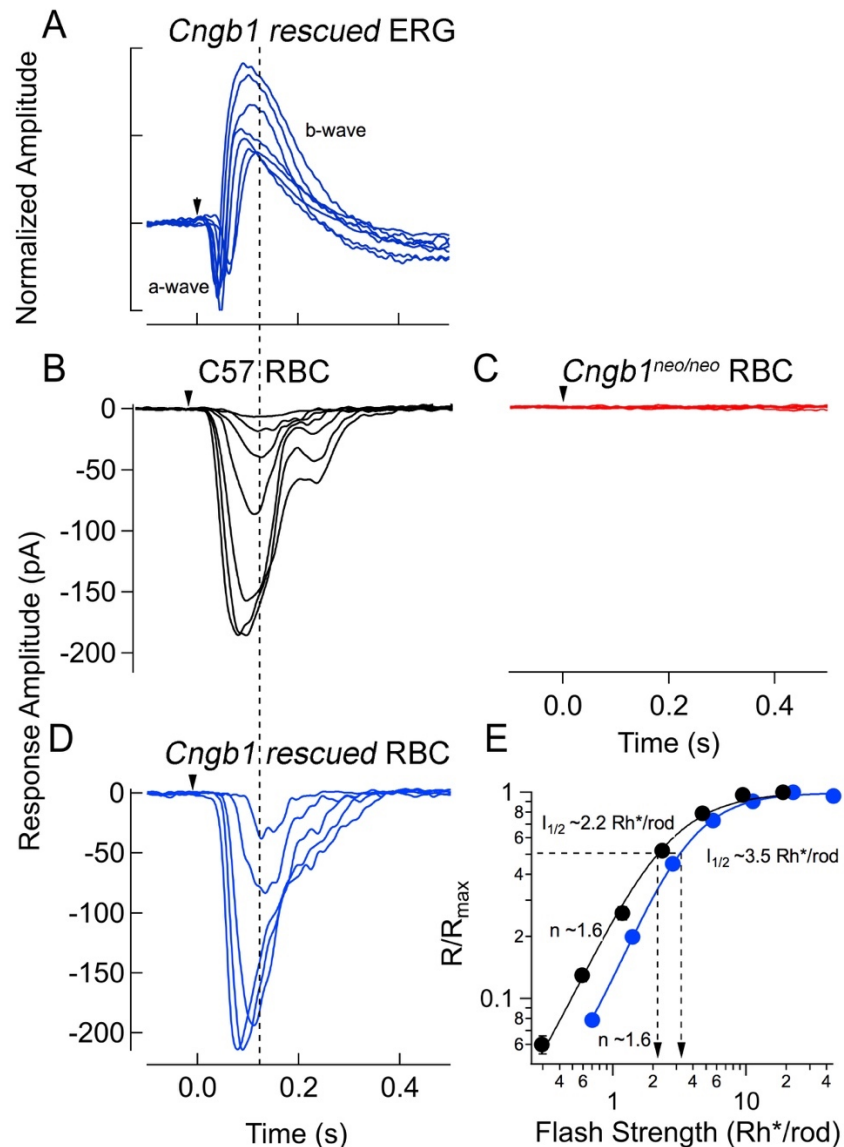 A
Cngb1 rescued ERG
Normalized Amplitude
b-wave
a-wave
B
C57 RBC
0
-50
-100
-150
-200
C
Cngb1neo/neo RBC
0.0
0.2
0.4
Time (s)
Response Amplitude (pA)
D
Cngb1 rescued RBC
0
-50
-100
-150
-200
0.0
0.2
0.4
Time (s)
E
R/Rmax
1
8
6
4
2
0.1
8
6
I1/2 ~2.2 Rh*/rod
I1/2 ~3.5 Rh*/rod
n ~1.6
n ~1.6
4 6 1 2 4 6 10 2 4
Flash Strength (Rh*/rod)